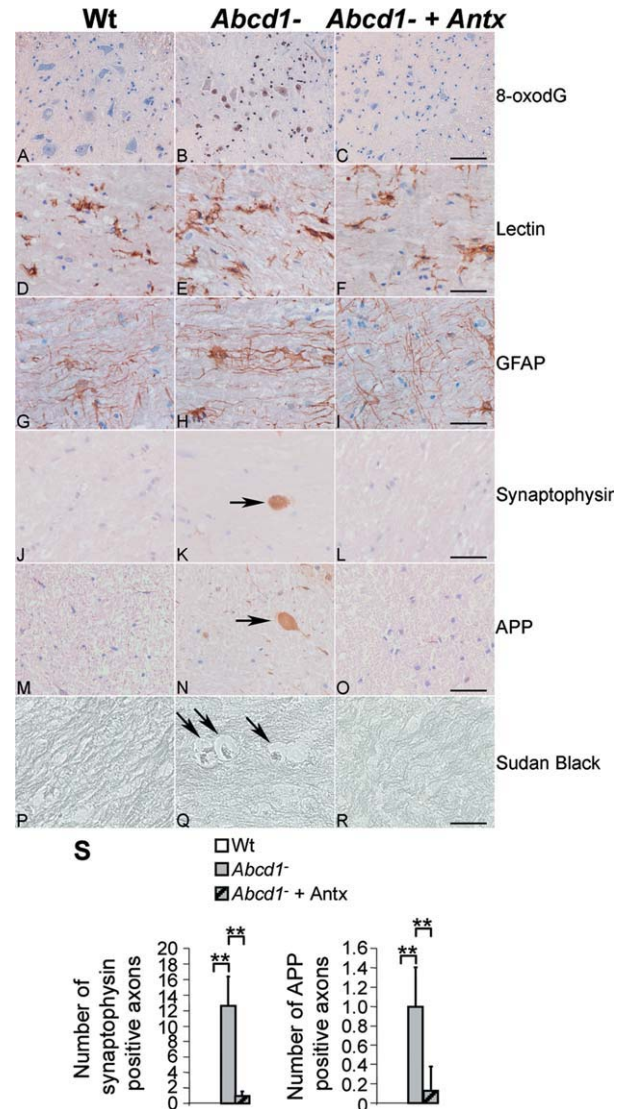 Wt Abcd1- Abcd1- + Antx
A B C 8-oxodG
D E F Lectin
G H I GFAP
J K L Synaptophysin
M N O APP
P Q R Sudan Black
S
Wt
Abcd1-
Abcd1- + Antx
Number of synaptophysin positive axons
20
18
16
14
12
10
8
6
4
2
0
** **
Number of APP positive axons
1.6
1.4
1.2
1.0
0.8
0.6
0.4
0.2
0
** **